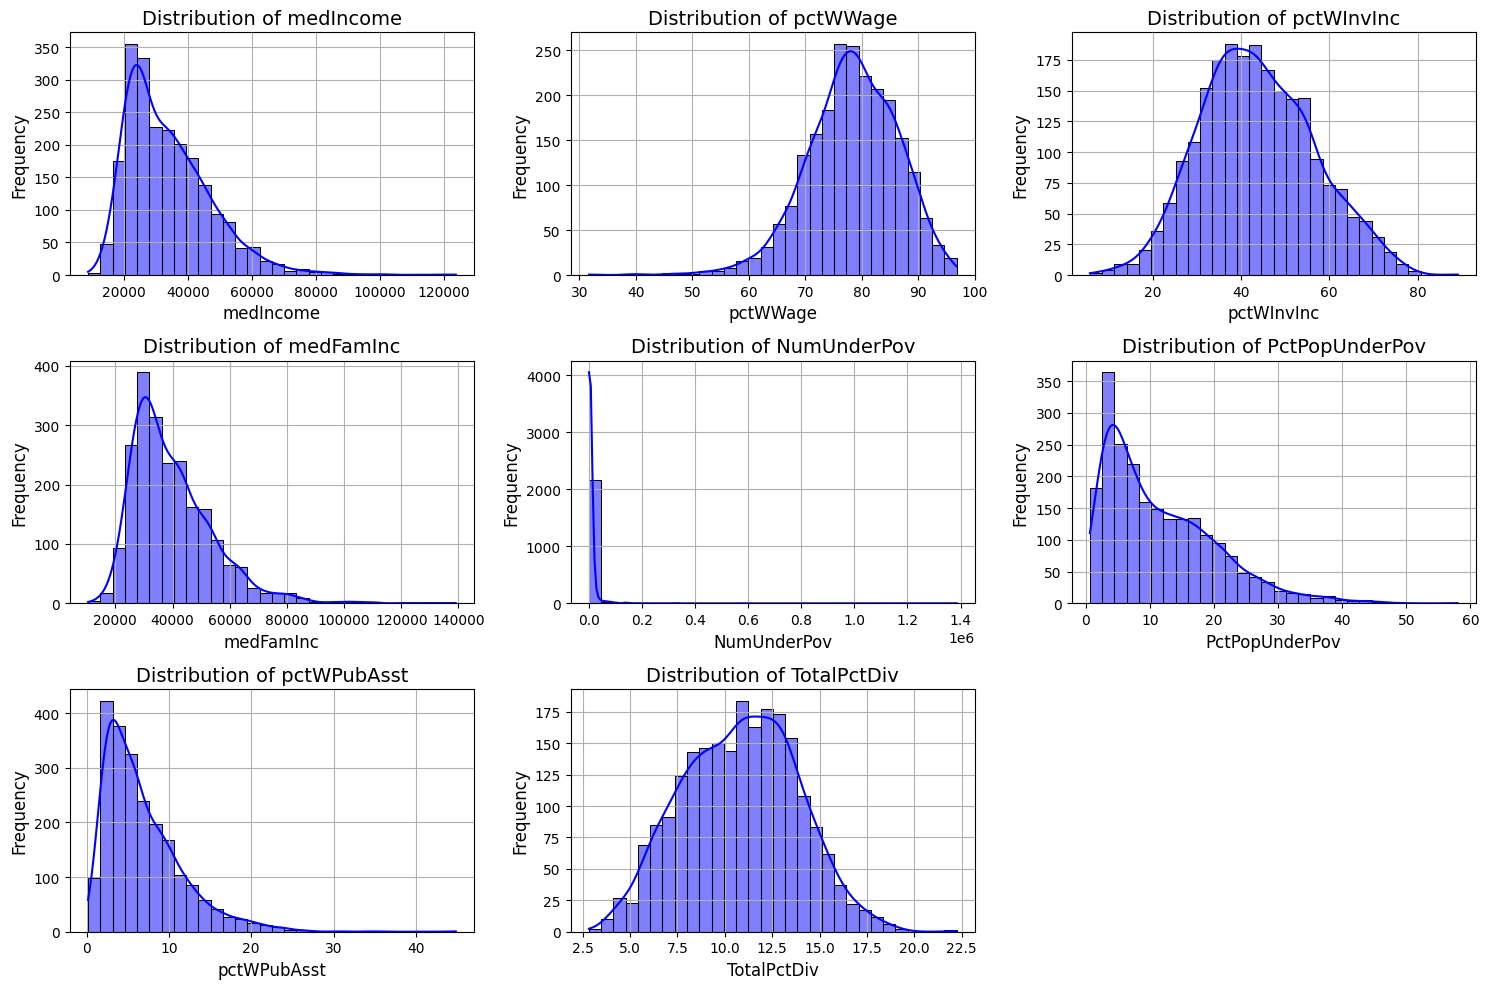 Distribution of medIncome
350
300
250
200
150
100
50
0
Frequency
20000 40000 60000 80000 100000 120000
medIncome
Distribution of pctWWage
250
200
150
100
50
0
Frequency
30 40 50 60 70 80 90 100
pctWWage
Distribution of pctWInvInc
175
150
125
100
75
50
25
0
Frequency
20 40 60 80
pctWInvInc
Distribution of medFamInc
400
300
200
100
0
Frequency
20000 40000 60000 80000 100000 120000 140000
medFamInc
Distribution of NumUnderPov
4000
3000
2000
1000
0
Frequency
0.0 0.2 0.4 0.6 0.8 1.0 1.2 1.4
1e6
NumUnderPov
Distribution of PctPopUnderPov
350
300
250
200
150
100
50
0
Frequency
0 10 20 30 40 50 60
PctPopUnderPov
Distribution of pctWPubAsst
400
300
200
100
0
Frequency
0 10 20 30 40
pctWPubAsst
Distribution of TotalPctDiv
175
150
125
100
75
50
25
0
Frequency
2.5 5.0 7.5 10.0 12.5 15.0 17.5 20.0 22.5
TotalPctDiv